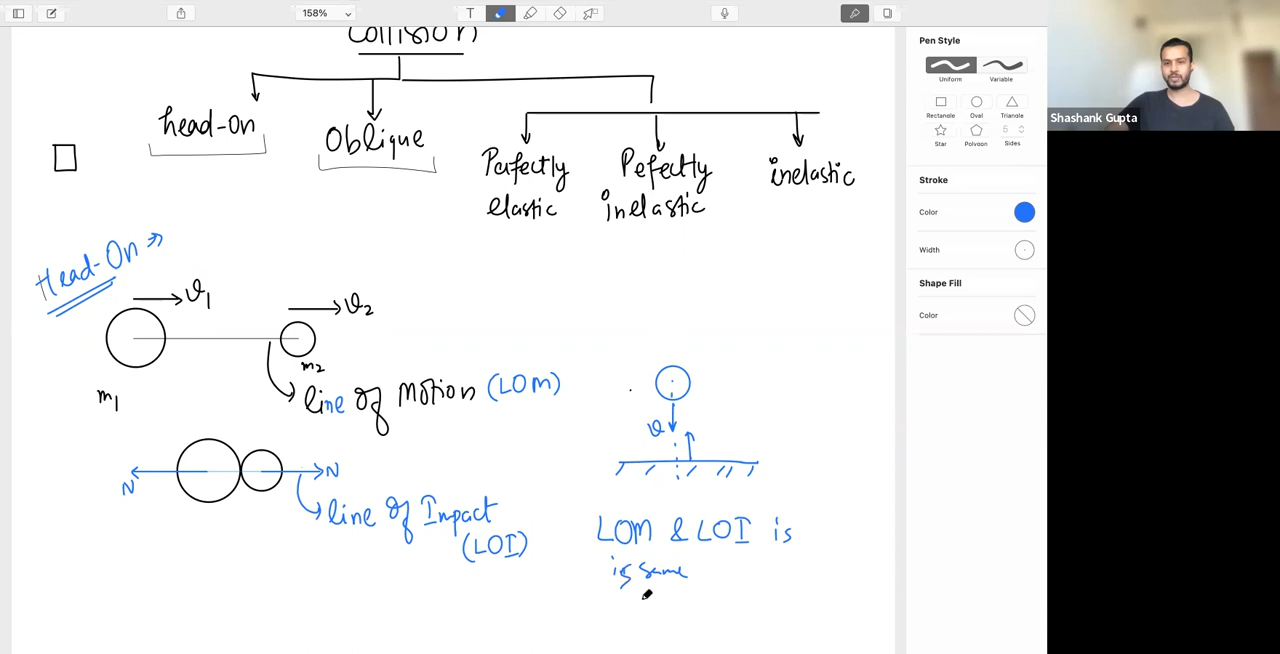 158%
T
Pen Style
Uniform
Variable
Rectangle
Oval
Triangle
Star
Polygon
5
Sides
Stroke
Color
Width
Shape Fill
Color
Shashank Gupta
Collision
head-on
Oblique
Perfectly
elastic
Pefectly
inelastic
inelastic
Head-On
v1
v2
m1
m2
line of Motion (LOM)
N
N
line of Impact
(LOI)
v
LOM & LOI is
is same